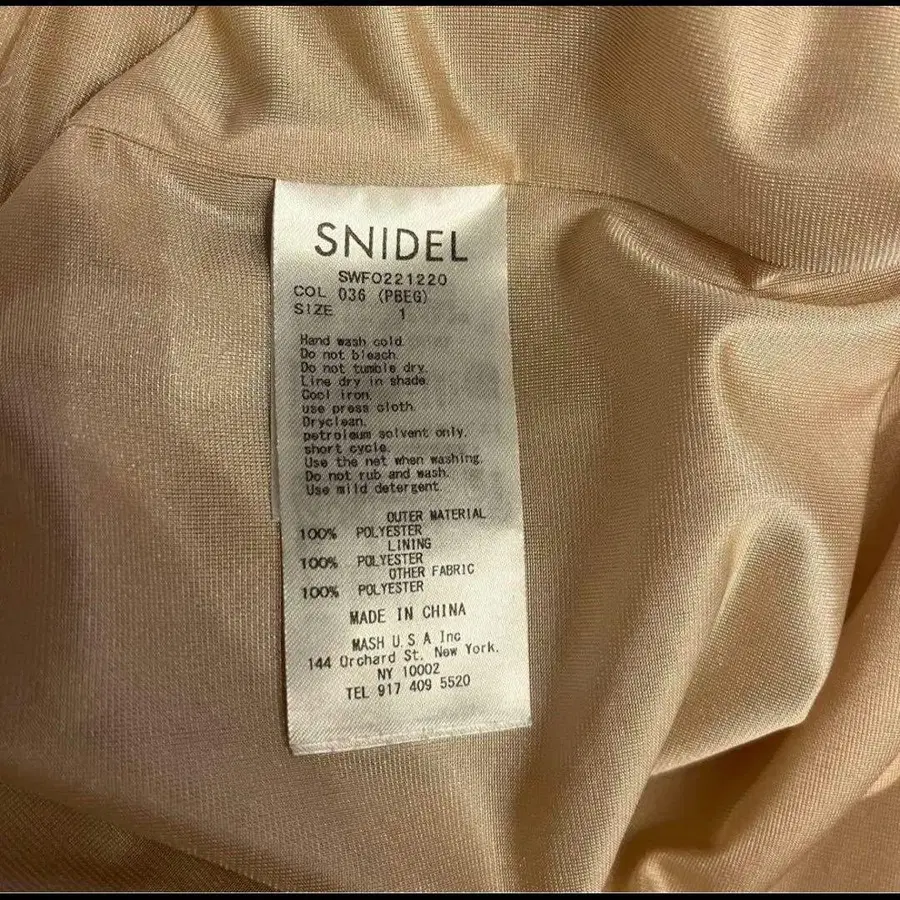 SNIDEL
SWFO221220
COL 036 (PBEG)
SIZE 1
Hand wash cold.
Do not bleach.
Do not tumble dry.
Line dry in shade.
Cool iron.
use press cloth.
Dryclean.
petroleum solvent only.
short cycle.
Use the net when washing.
Do not rub and wash.
Use mild detergent.
OUTER MATERIAL
100% POLYESTER
LINING
100% POLYESTER
OTHER FABRIC
100% POLYESTER
MADE IN CHINA
MASH U.S A Inc
144 Orchard St. New York.
NY 10002
TEL 917 409 5520